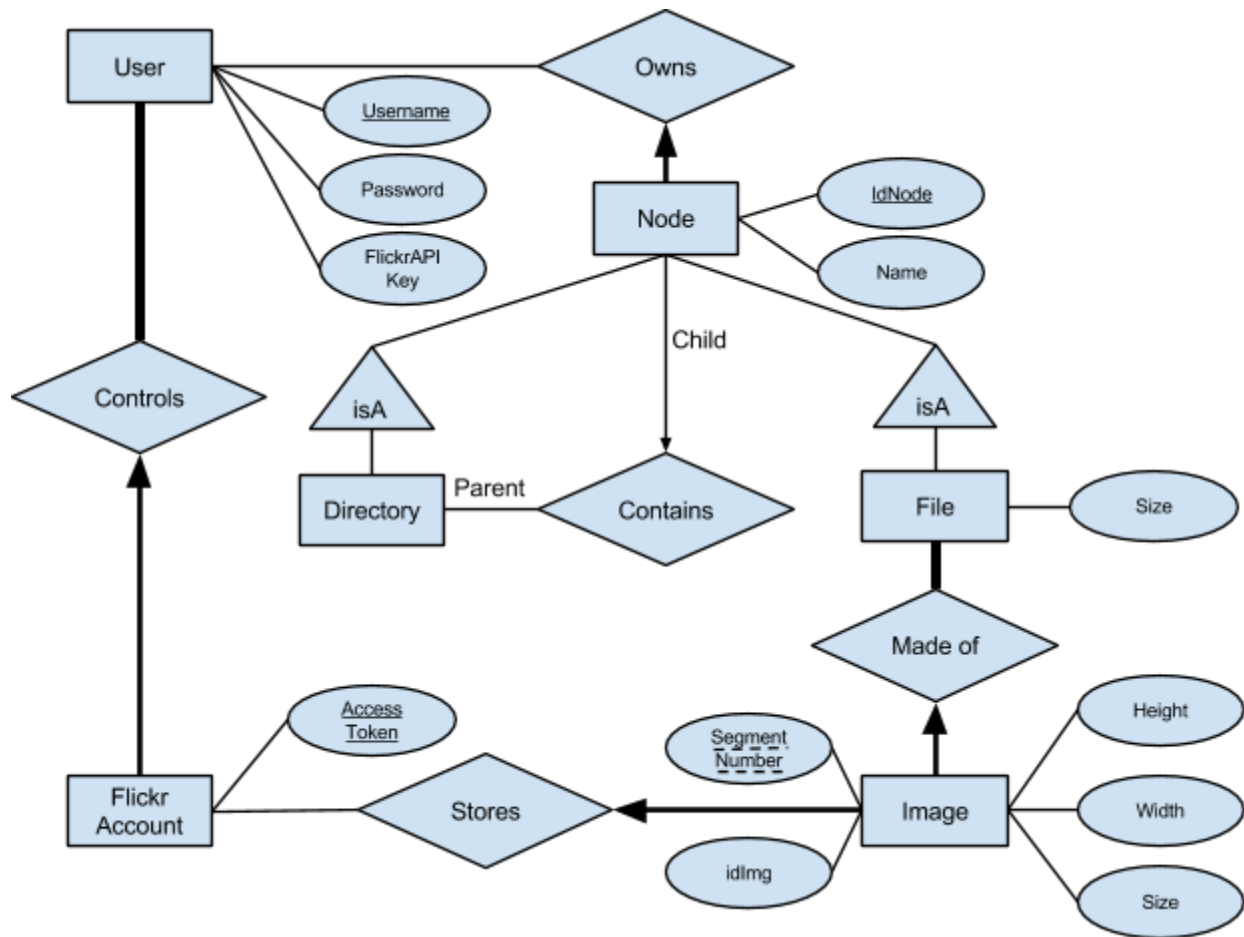 User
Owns
Username
Password
FlickrAPI
Key
Node
IdNode
Name
Child
Controls
isA
isA
Directory
Parent
Contains
File
Size
Made of
Access
Token
Segment
Number
Height
Flickr
Account
Stores
Image
Width
idImg
Size